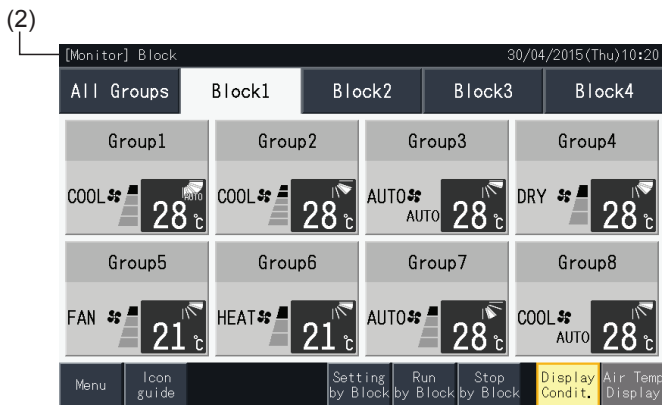 (2)
[Monitor] Block 30/04/2015(Thu)10:20
All Groups Block1 Block2 Block3 Block4
Group1 Group2 Group3 Group4
COOL AUTO 28℃ COOL 28℃ AUTO AUTO 28℃ DRY 28℃
Group5 Group6 Group7 Group8
FAN 21℃ HEAT 21℃ AUTO 28℃ COOL AUTO 28℃
Menu Icon guide Setting by Block Run by Block Stop by Block Display Condit. Air Temp Display